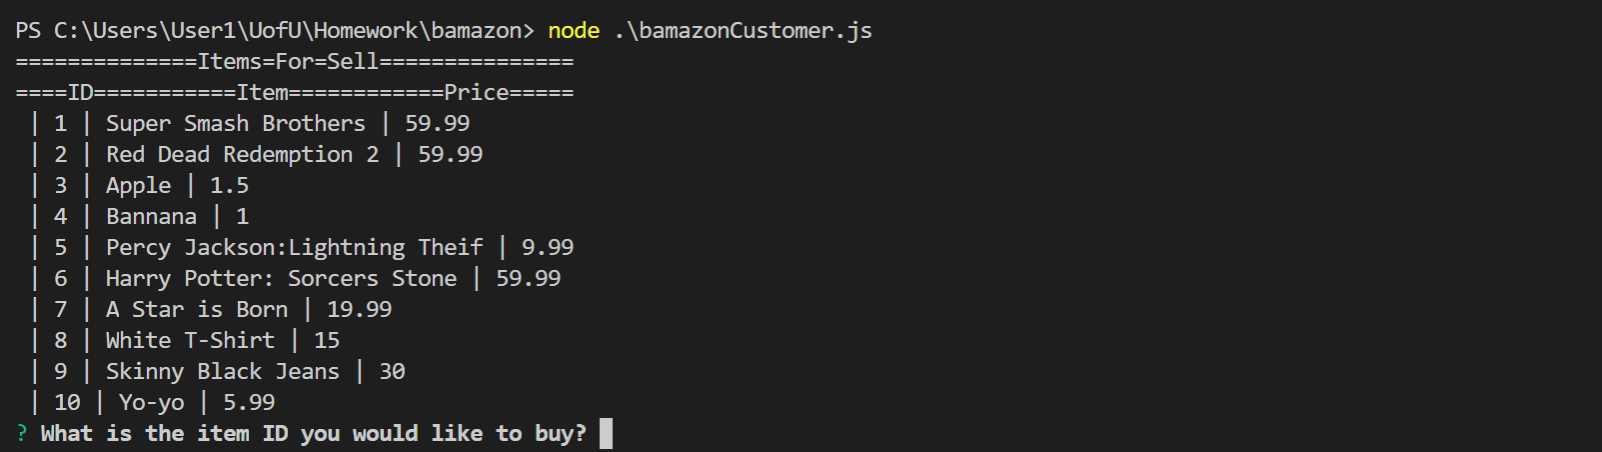 PS C:\Users\User1\UofU\Homework\bamazon> node .\bamazonCustomer.js
==============Items=For=Sell===============
====ID===========Item============Price=====
 | 1 | Super Smash Brothers | 59.99
 | 2 | Red Dead Redemption 2 | 59.99
 | 3 | Apple | 1.5
 | 4 | Bannana | 1
 | 5 | Percy Jackson:Lightning Theif | 9.99
 | 6 | Harry Potter: Sorcers Stone | 59.99
 | 7 | A Star is Born | 19.99
 | 8 | White T-Shirt | 15
 | 9 | Skinny Black Jeans | 30
 | 10 | Yo-yo | 5.99
? What is the item ID you would like to buy?